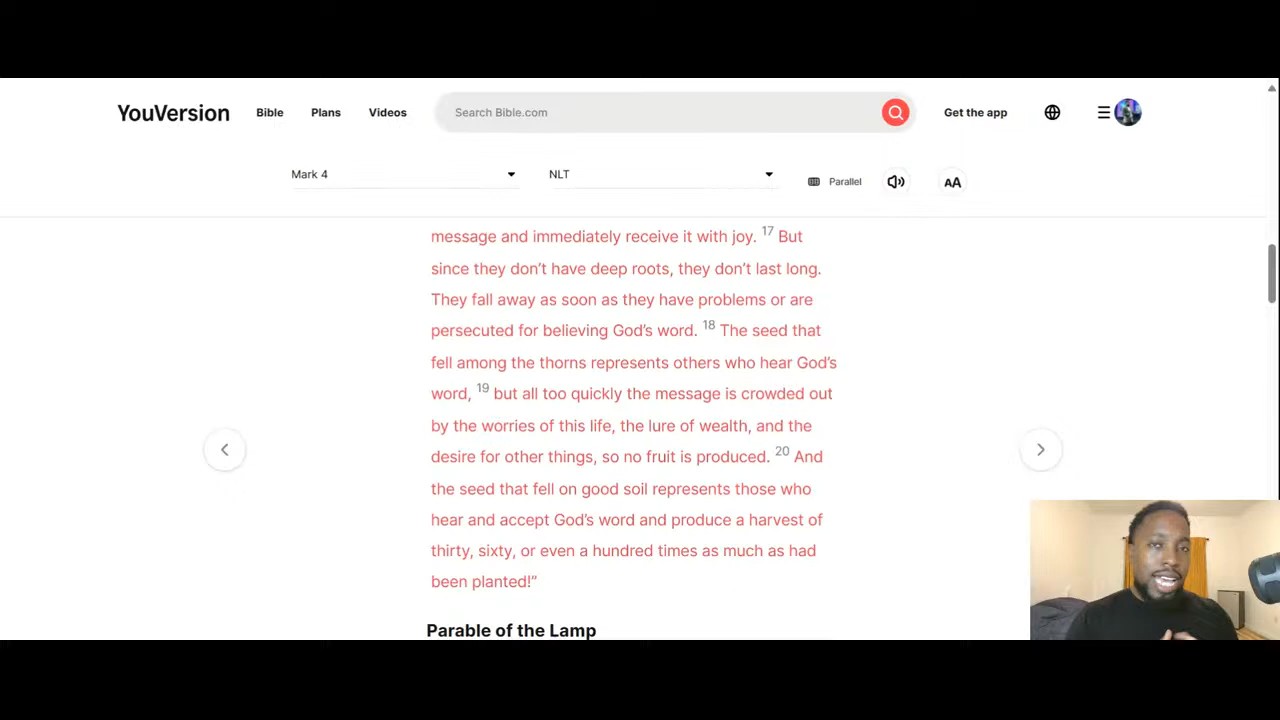 YouVersion Bible Plans Videos Search Bible.com Get the app
Mark 4 NLT Parallel AA
message and immediately receive it with joy. 17 But
since they don’t have deep roots, they don’t last long.
They fall away as soon as they have problems or are
persecuted for believing God’s word. 18 The seed that
fell among the thorns represents others who hear God’s
word, 19 but all too quickly the message is crowded out
by the worries of this life, the lure of wealth, and the
desire for other things, so no fruit is produced. 20 And
the seed that fell on good soil represents those who
hear and accept God’s word and produce a harvest of
thirty, sixty, or even a hundred times as much as had
been planted!”
Parable of the Lamp